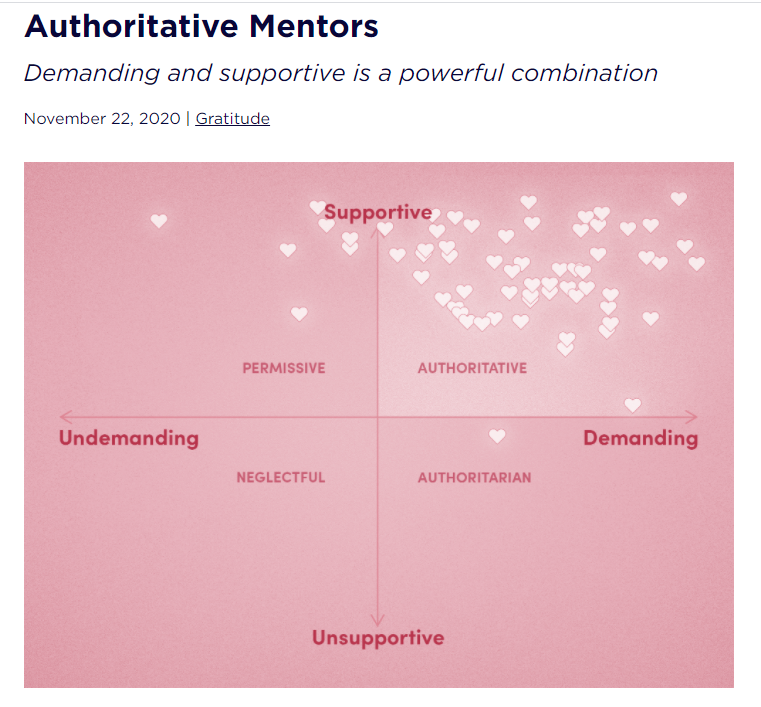 Authoritative Mentors
Demanding and supportive is a powerful combination
November 22, 2020 | Gratitude
Supportive
PERMISSIVE AUTHORITATIVE
Undemanding Demanding
NEGLECTFUL AUTHORITARIAN
Unsupportive